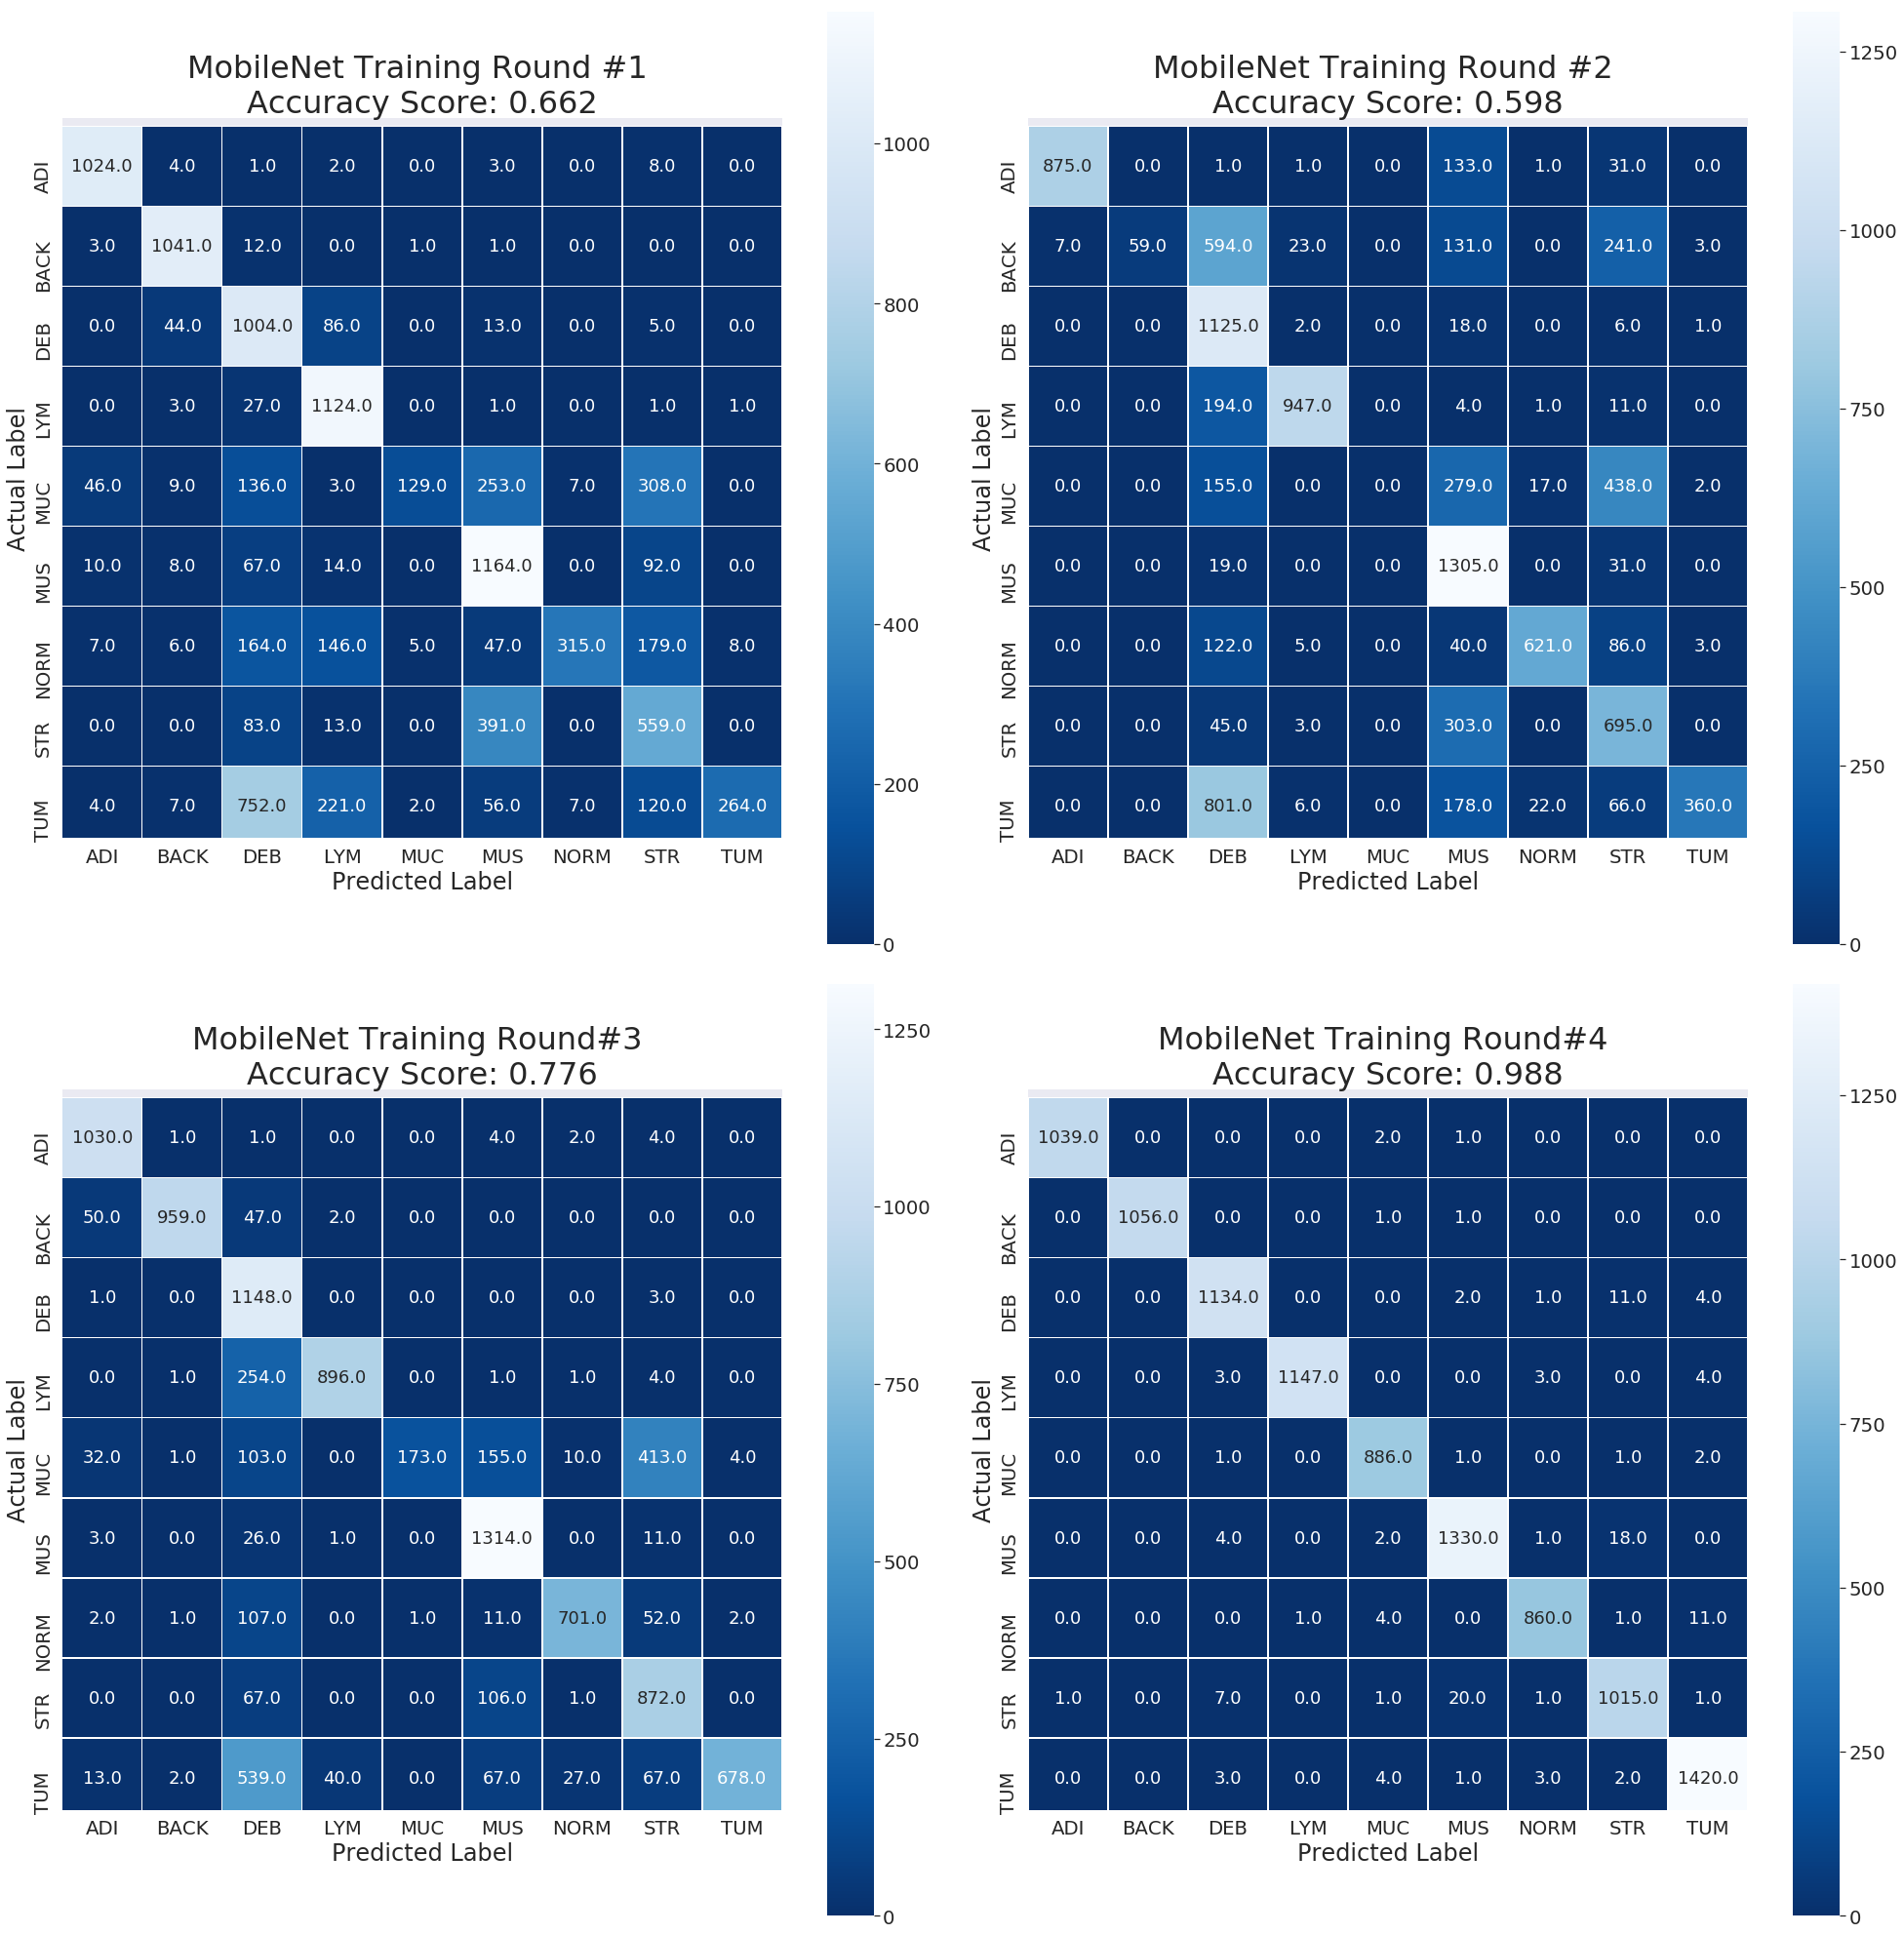 MobileNet Training Round #1
Accuracy Score: 0.662
ADI 1024.0 4.0 1.0 2.0 0.0 3.0 0.0 8.0 0.0
BACK 3.0 1041.0 12.0 0.0 1.0 1.0 0.0 0.0 0.0
DEB 0.0 44.0 1004.0 86.0 0.0 13.0 0.0 5.0 0.0
LYM 0.0 3.0 27.0 1124.0 0.0 1.0 0.0 1.0 1.0
MUC 46.0 9.0 136.0 3.0 129.0 253.0 7.0 308.0 0.0
MUS 10.0 8.0 67.0 14.0 0.0 1164.0 0.0 92.0 0.0
NORM 7.0 6.0 164.0 146.0 5.0 47.0 315.0 179.0 8.0
STR 0.0 0.0 83.0 13.0 0.0 391.0 0.0 559.0 0.0
TUM 4.0 7.0 752.0 221.0 2.0 56.0 7.0 120.0 264.0
ADI BACK DEB LYM MUC MUS NORM STR TUM
Predicted Label
Actual Label
1000
800
600
400
200
0
MobileNet Training Round #2
Accuracy Score: 0.598
ADI 875.0 0.0 1.0 1.0 0.0 133.0 1.0 31.0 0.0
BACK 7.0 59.0 594.0 23.0 0.0 131.0 0.0 241.0 3.0
DEB 0.0 0.0 1125.0 2.0 0.0 18.0 0.0 6.0 1.0
LYM 0.0 0.0 194.0 947.0 0.0 4.0 1.0 11.0 0.0
MUC 0.0 0.0 155.0 0.0 0.0 279.0 17.0 438.0 2.0
MUS 0.0 0.0 19.0 0.0 0.0 1305.0 0.0 31.0 0.0
NORM 0.0 0.0 122.0 5.0 0.0 40.0 621.0 86.0 3.0
STR 0.0 0.0 45.0 3.0 0.0 303.0 0.0 695.0 0.0
TUM 0.0 0.0 801.0 6.0 0.0 178.0 22.0 66.0 360.0
ADI BACK DEB LYM MUC MUS NORM STR TUM
Predicted Label
Actual Label
1250
1000
750
500
250
0
MobileNet Training Round#3
Accuracy Score: 0.776
ADI 1030.0 1.0 1.0 0.0 0.0 4.0 2.0 4.0 0.0
BACK 50.0 959.0 47.0 2.0 0.0 0.0 0.0 0.0 0.0
DEB 1.0 0.0 1148.0 0.0 0.0 0.0 0.0 3.0 0.0
LYM 0.0 1.0 254.0 896.0 0.0 1.0 1.0 4.0 0.0
MUC 32.0 1.0 103.0 0.0 173.0 155.0 10.0 413.0 4.0
MUS 3.0 0.0 26.0 1.0 0.0 1314.0 0.0 11.0 0.0
NORM 2.0 1.0 107.0 0.0 1.0 11.0 701.0 52.0 2.0
STR 0.0 0.0 67.0 0.0 0.0 106.0 1.0 872.0 0.0
TUM 13.0 2.0 539.0 40.0 0.0 67.0 27.0 67.0 678.0
ADI BACK DEB LYM MUC MUS NORM STR TUM
Predicted Label
Actual Label
1250
1000
750
500
250
0
MobileNet Training Round#4
Accuracy Score: 0.988
ADI 1039.0 0.0 0.0 0.0 2.0 1.0 0.0 0.0 0.0
BACK 0.0 1056.0 0.0 0.0 1.0 1.0 0.0 0.0 0.0
DEB 0.0 0.0 1134.0 0.0 0.0 2.0 1.0 11.0 4.0
LYM 0.0 0.0 3.0 1147.0 0.0 0.0 3.0 0.0 4.0
MUC 0.0 0.0 1.0 0.0 886.0 1.0 0.0 1.0 2.0
MUS 0.0 0.0 4.0 0.0 2.0 1330.0 1.0 18.0 0.0
NORM 0.0 0.0 0.0 1.0 4.0 0.0 860.0 1.0 11.0
STR 1.0 0.0 7.0 0.0 1.0 20.0 1.0 1015.0 1.0
TUM 0.0 0.0 3.0 0.0 4.0 1.0 3.0 2.0 1420.0
ADI BACK DEB LYM MUC MUS NORM STR TUM
Predicted Label
Actual Label
1250
1000
750
500
250
0